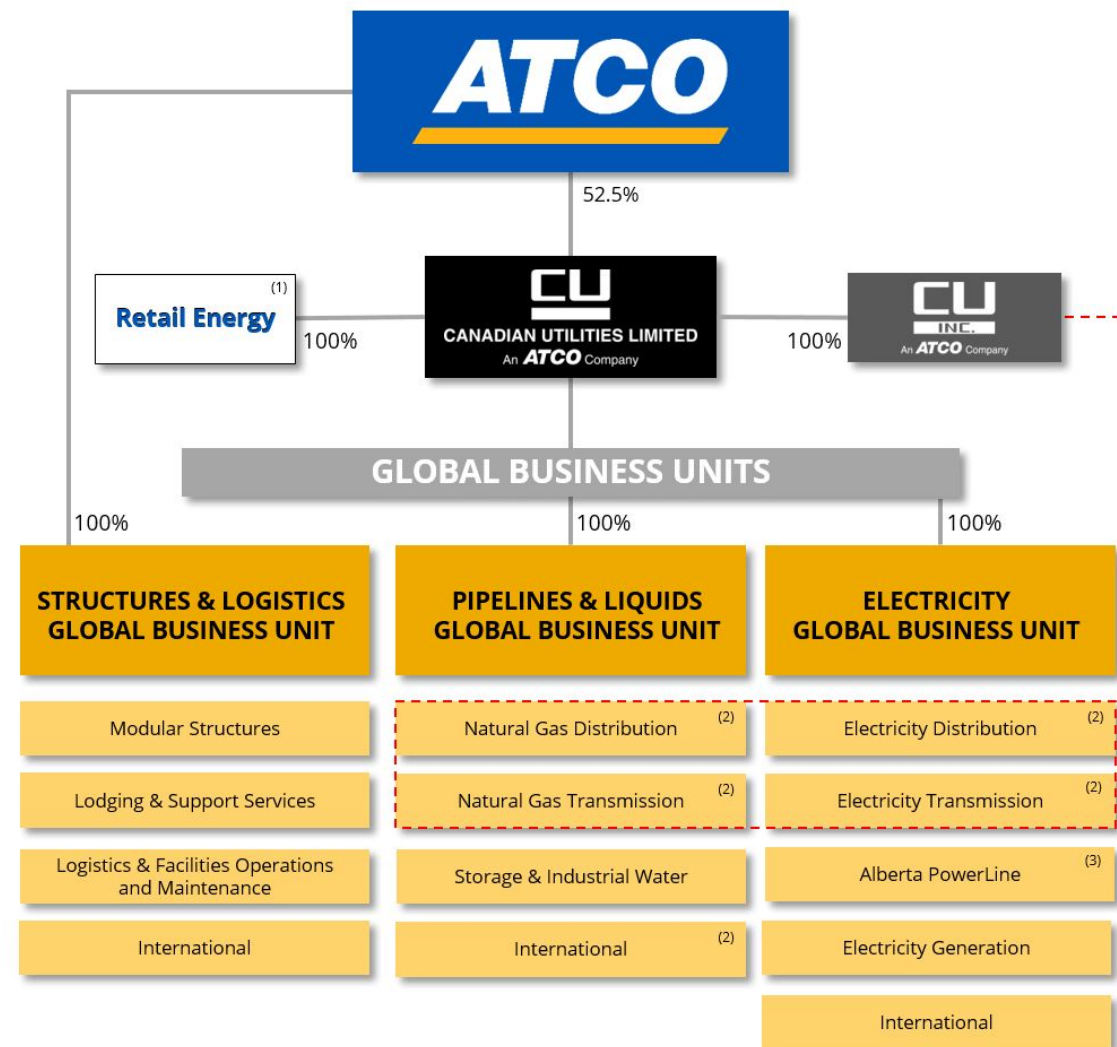 ATCO
52.5%
(1)
Retail Energy
100%
CU
CANADIAN UTILITIES LIMITED
An ATCO Company
100%
CU
INC.
An ATCO Company
GLOBAL BUSINESS UNITS
100%
100%
100%
STRUCTURES & LOGISTICS
GLOBAL BUSINESS UNIT
PIPELINES & LIQUIDS
GLOBAL BUSINESS UNIT
ELECTRICITY
GLOBAL BUSINESS UNIT
Modular Structures
Natural Gas Distribution (2)
Electricity Distribution (2)
Lodging & Support Services
Natural Gas Transmission (2)
Electricity Transmission (2)
Logistics & Facilities Operations
and Maintenance
Storage & Industrial Water
Alberta PowerLine (3)
International
International (2)
Electricity Generation
International